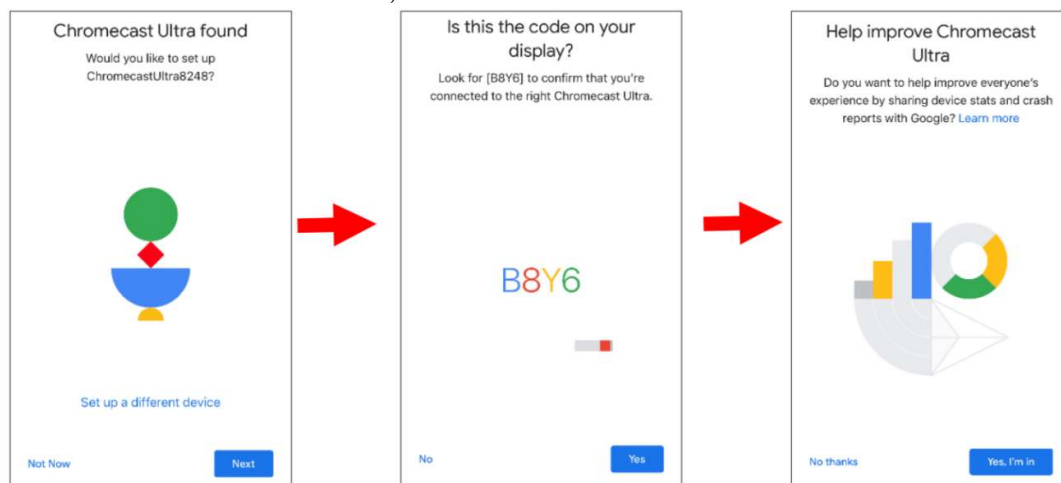 Chromecast Ultra found
Would you like to set up
ChromecastUltra8248?
Set up a different device
Not Now
Next
Is this the code on your
display?
Look for [B8Y6] to confirm that you're
connected to the right Chromecast Ultra.
B8Y6
No
Yes
Help improve Chromecast
Ultra
Do you want to help improve everyone's
experience by sharing device stats and crash
reports with Google? Learn more
No thanks
Yes, I'm in